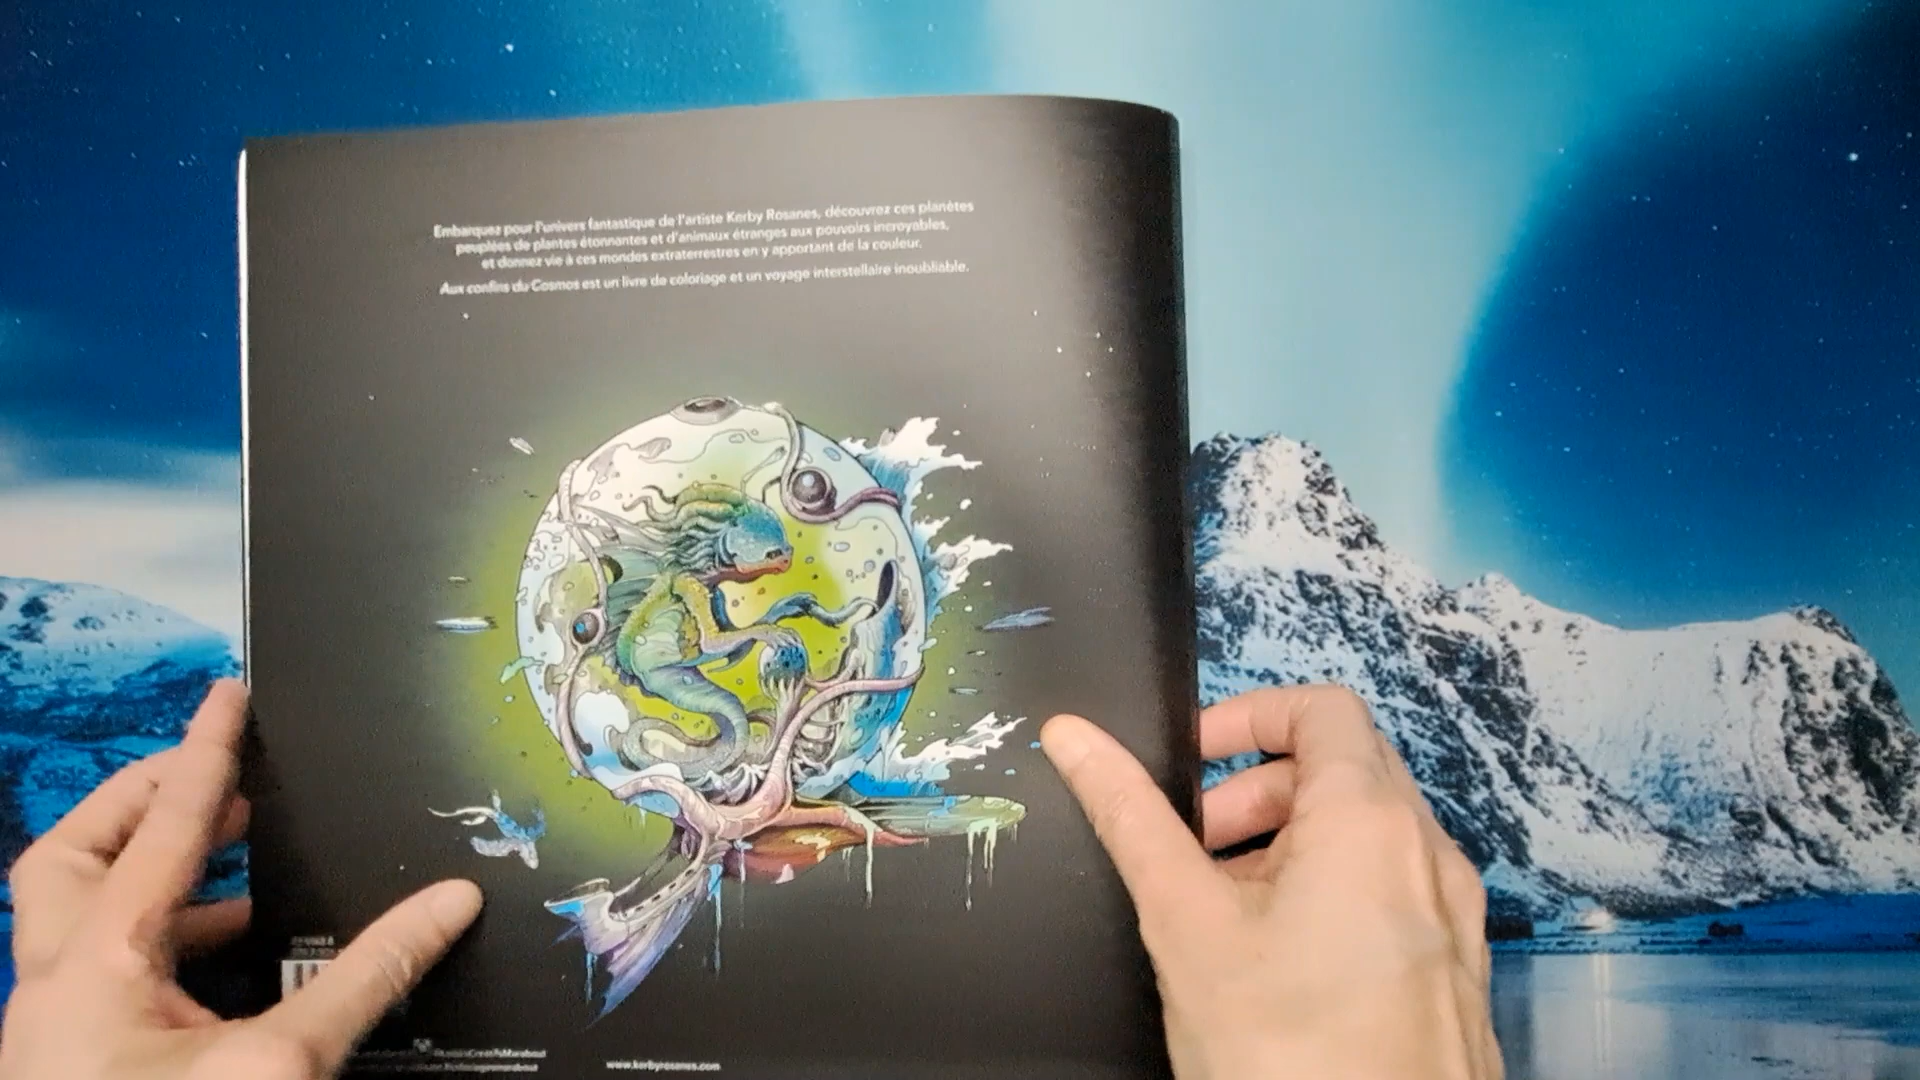 Embarquez pour l'univers fantastique de l'artiste Kerby Rosanes, découvrez ces planètes
peuplées de plantes étonnantes et d'animaux étranges aux pouvoirs incroyables,
et donnez vie à ces mondes extraterrestres en y apportant de la couleur.
Aux confins du Cosmos est un livre de coloriage et un voyage interstellaire inoubliable.
www.kerbyrosanes.com